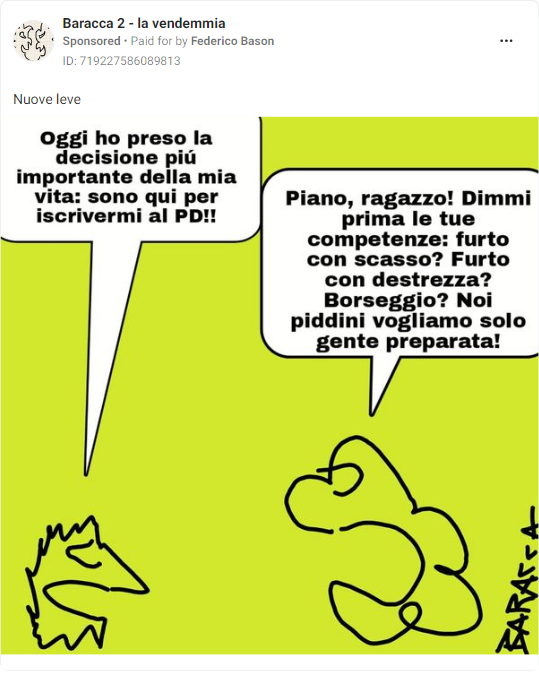 Baracca 2 - la vendemmia
Sponsored • Paid for by Federico Bason
ID: 719227586089813
Nuove leve
Oggi ho preso la
decisione piú
importante della mia
vita: sono qui per
iscrivermi al PD!!
Piano, ragazzo! Dimmi
prima le tue
competenze: furto
con scasso? Furto
con destrezza?
Borseggio? Noi
piddini vogliamo solo
gente preparata!
BARACCA